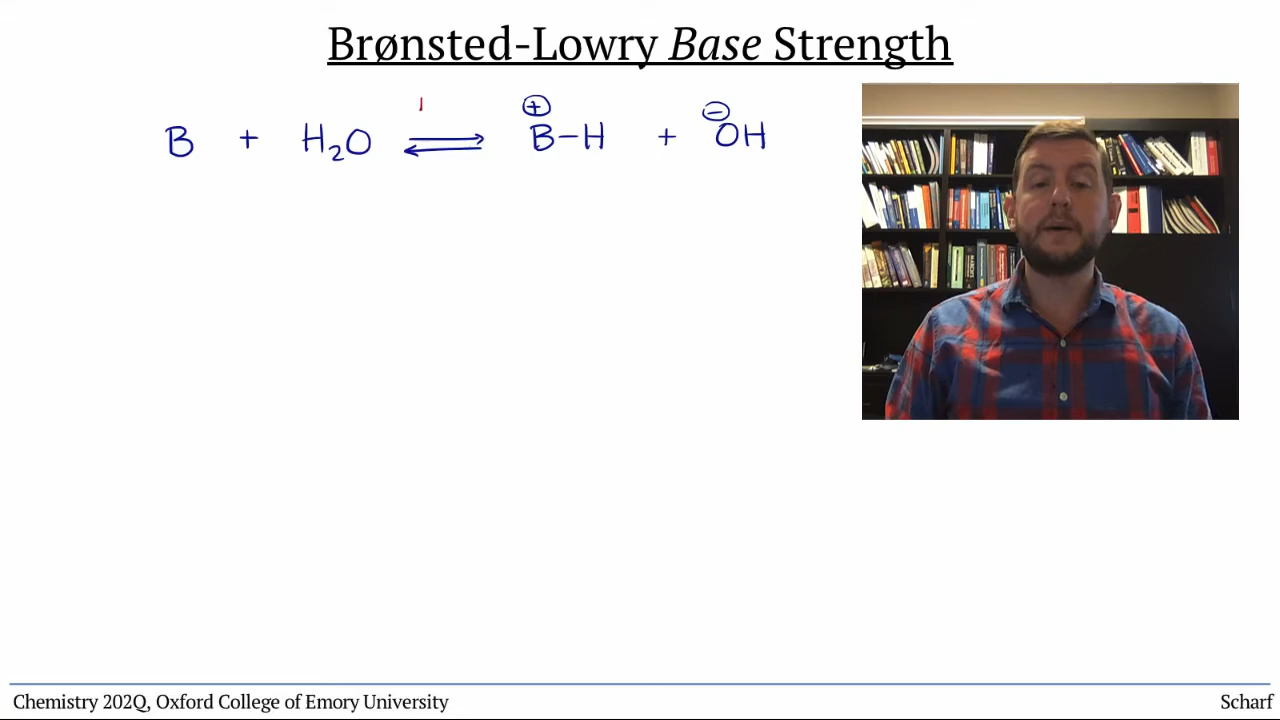 Brønsted-Lowry Base Strength
B + H₂O ⇌ B⊕–H + ⊖OH
Chemistry 202Q, Oxford College of Emory University
Scharf